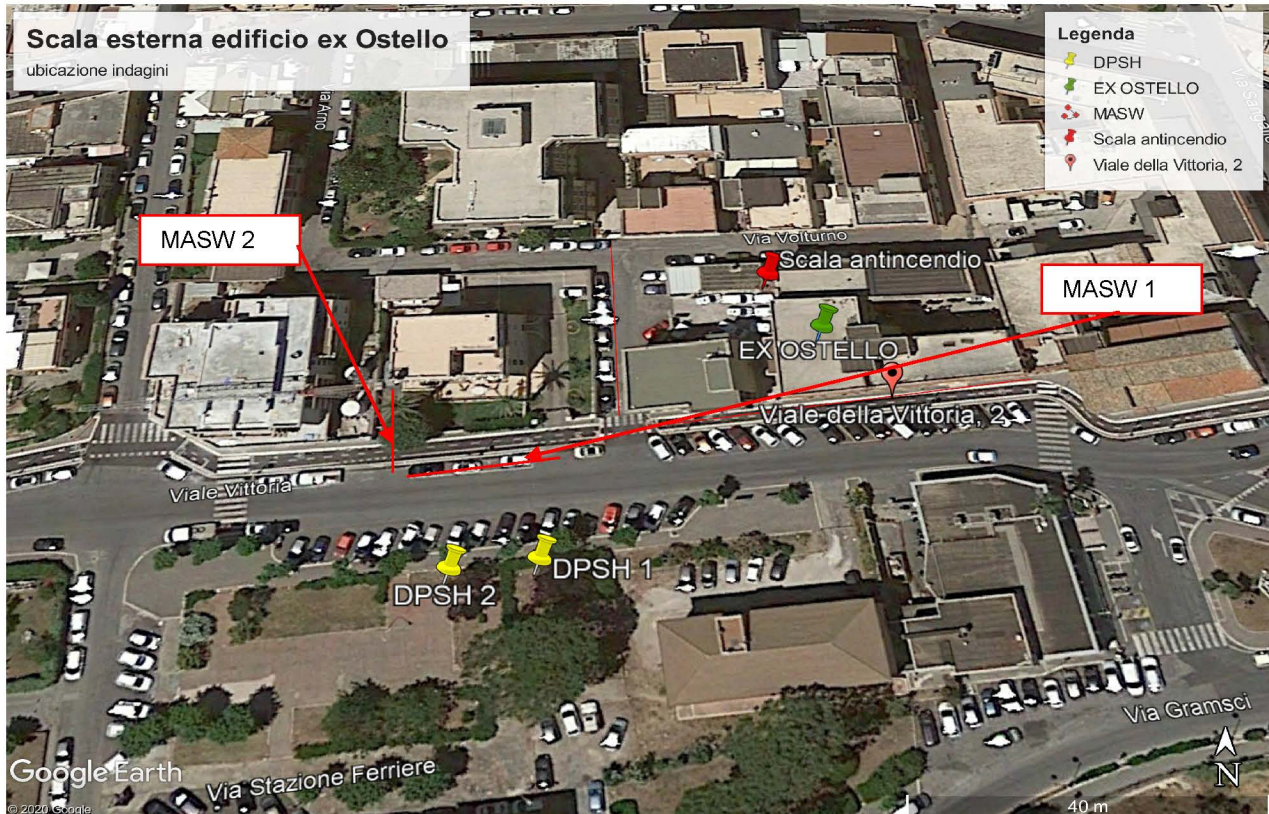 Scala esterna edificio ex Ostello
ubicazione indagini
Legenda
DPSH
EX OSTELLO
MASW
Scala antincendio
Viale della Vittoria, 2
Via Arno
MASW 2
Via Volturno
Scala antincendio
MASW 1
EX OSTELLO
Viale della Vittoria, 2
Viale Vittoria
DPSH 1
DPSH 2
Via Gramsci
Via Stazione Ferriere
Google Earth
© 2020 Google
N
40 m